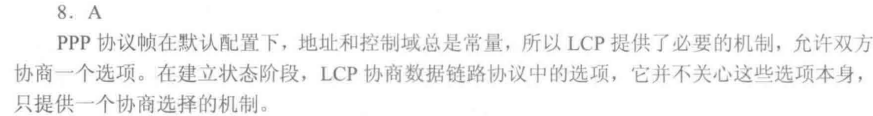 8. A
PPP 协议帧在默认配置下，地址和控制域总是常量，所以 LCP 提供了必要的机制，允许双方
协商一个选项。在建立状态阶段，LCP 协商数据链路协议中的选项，它并不关心这些选项本身，
只提供一个协商选择的机制。